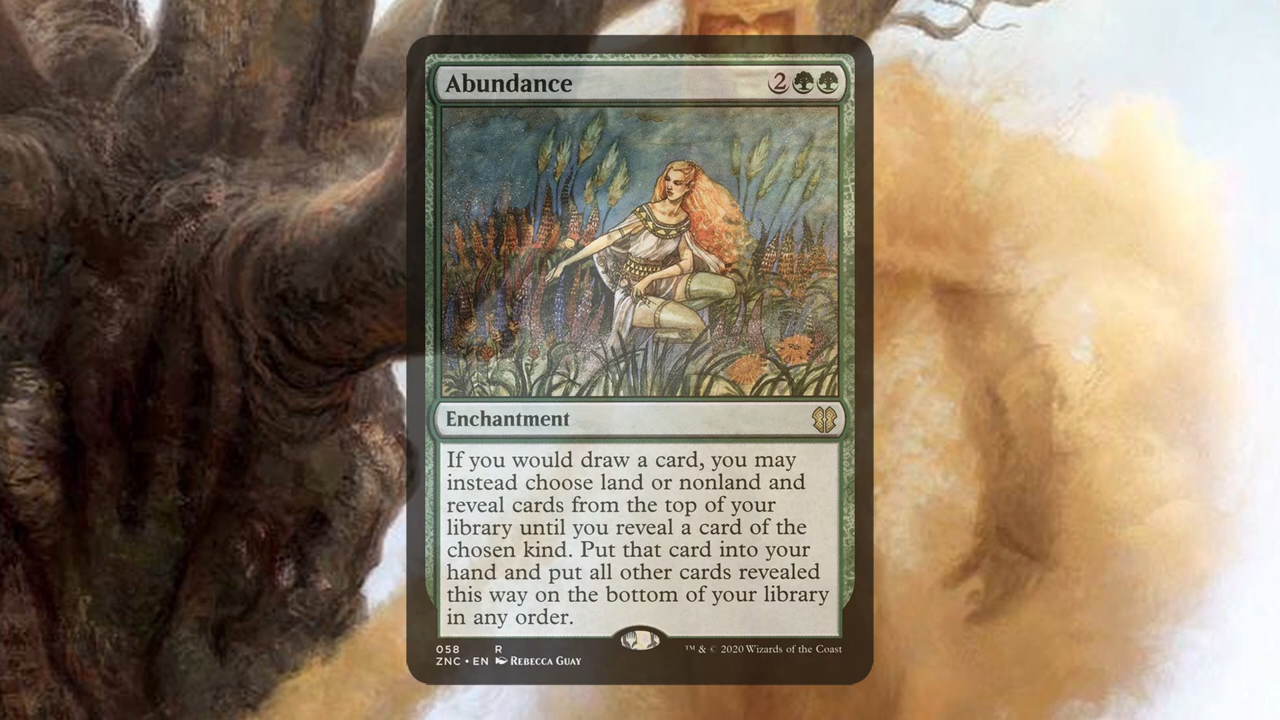 Abundance 2
Enchantment
If you would draw a card, you may
instead choose land or nonland and
reveal cards from the top of your
library until you reveal a card of the
chosen kind. Put that card into your
hand and put all other cards revealed
this way on the bottom of your library
in any order.
058 R
ZNC • EN Rebecca Guay
™ & © 2020 Wizards of the Coast